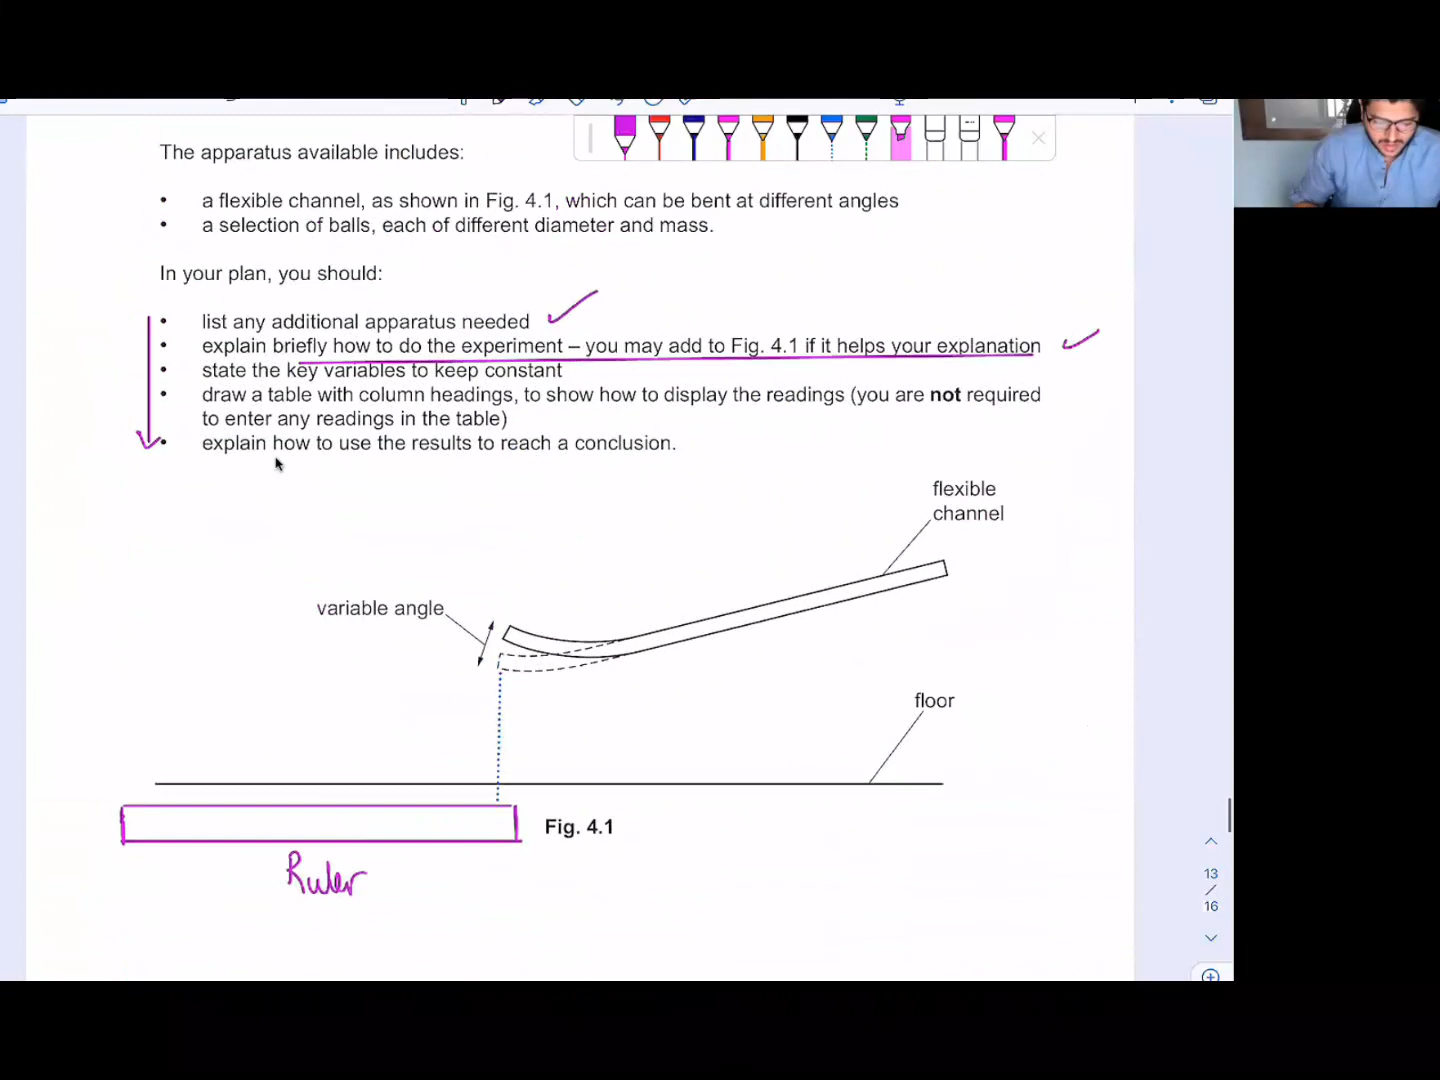 The apparatus available includes:
• a flexible channel, as shown in Fig. 4.1, which can be bent at different angles
• a selection of balls, each of different diameter and mass.
In your plan, you should:
• list any additional apparatus needed
• explain briefly how to do the experiment – you may add to Fig. 4.1 if it helps your explanation
• state the key variables to keep constant
• draw a table with column headings, to show how to display the readings (you are not required
to enter any readings in the table)
• explain how to use the results to reach a conclusion.
flexible
channel
variable angle
floor
Fig. 4.1
Ruler
13
/
16